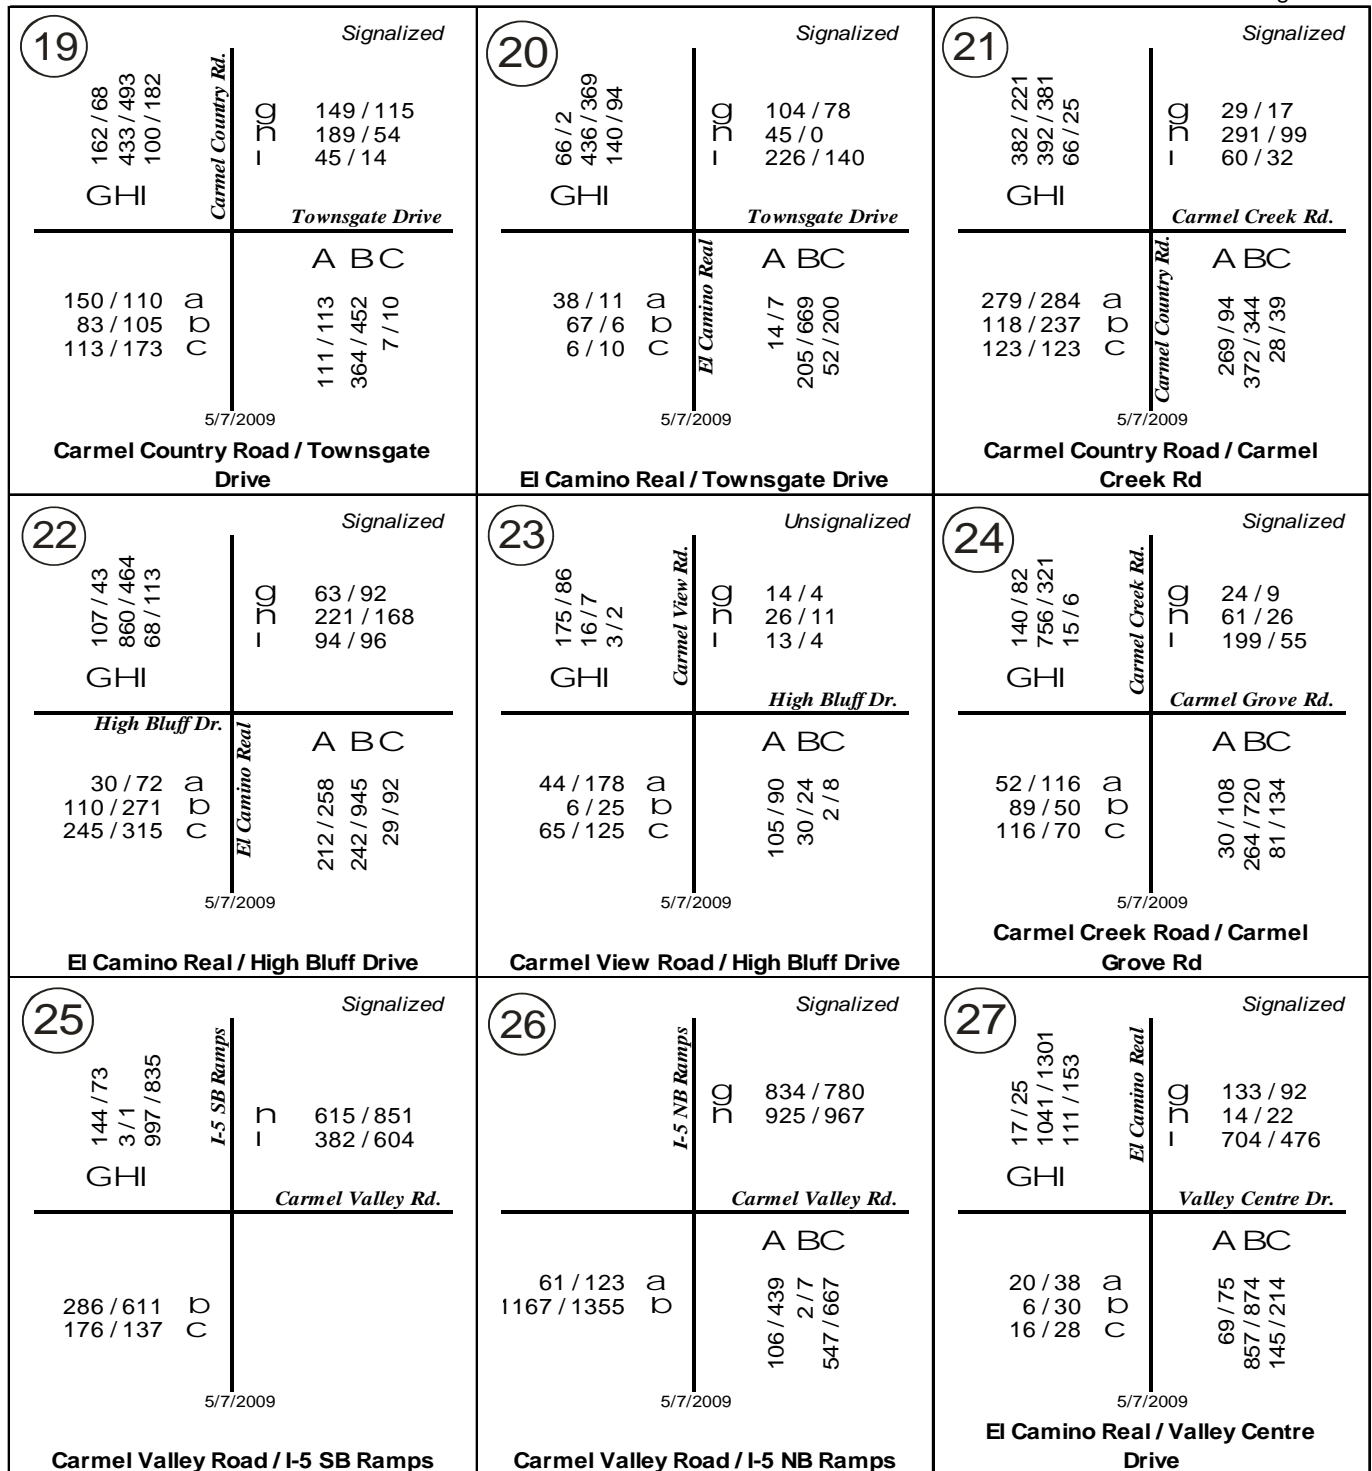 19
Signalized
162 / 68
433 / 493
100 / 182
Carmel Country Rd.
g 149 / 115
n 189 / 54
l 45 / 14
GHI
Townsgate Drive
A B C
150 / 110 a
83 / 105 b
113 / 173 c
111 / 113
364 / 452
7 / 10
5/7/2009
Carmel Country Road / Townsgate
Drive
20
Signalized
66 / 2
436 / 369
140 / 94
g 104 / 78
n 45 / 0
l 226 / 140
GHI
Townsgate Drive
El Camino Real
A BC
38 / 11 a
67 / 6 b
6 / 10 c
14 / 7
205 / 669
52 / 200
5/7/2009
El Camino Real / Townsgate Drive
21
Signalized
382 / 221
392 / 381
66 / 25
g 29 / 17
n 291 / 99
l 60 / 32
GHI
Carmel Creek Rd.
Carmel Country Rd.
A BC
279 / 284 a
118 / 237 b
123 / 123 c
269 / 94
372 / 344
28 / 39
5/7/2009
Carmel Country Road / Carmel
Creek Rd
22
Signalized
107 / 43
860 / 464
68 / 113
g 63 / 92
n 221 / 168
l 94 / 96
GHI
High Bluff Dr.
El Camino Real
A B C
30 / 72 a
110 / 271 b
245 / 315 c
212 / 258
242 / 945
29 / 92
5/7/2009
El Camino Real / High Bluff Drive
23
Unsignalized
175 / 86
16 / 7
3 / 2
Carmel View Rd.
g 14 / 4
n 26 / 11
l 13 / 4
GHI
High Bluff Dr.
A BC
44 / 178 a
6 / 25 b
65 / 125 c
105 / 90
30 / 24
2 / 8
5/7/2009
Carmel View Road / High Bluff Drive
24
Signalized
140 / 82
756 / 321
15 / 6
Carmel Creek Rd.
g 24 / 9
n 61 / 26
l 199 / 55
GHI
Carmel Grove Rd.
A BC
52 / 116 a
89 / 50 b
116 / 70 c
30 / 108
264 / 720
81 / 134
5/7/2009
Carmel Creek Road / Carmel
Grove Rd
25
Signalized
144 / 73
3 / 1
997 / 835
I-5 SB Ramps
n 615 / 851
l 382 / 604
GHI
Carmel Valley Rd.
286 / 611 b
176 / 137 c
5/7/2009
Carmel Valley Road / I-5 SB Ramps
26
Signalized
I-5 NB Ramps
g 834 / 780
n 925 / 967
Carmel Valley Rd.
A BC
61 / 123 a
1167 / 1355 b
106 / 439
2 / 7
547 / 667
5/7/2009
Carmel Valley Road / I-5 NB Ramps
27
Signalized
17 / 25
1041 / 1301
111 / 153
El Camino Real
g 133 / 92
n 14 / 22
l 704 / 476
GHI
Valley Centre Dr.
A BC
20 / 38 a
6 / 30 b
16 / 28 c
69 / 75
857 / 874
145 / 214
5/7/2009
El Camino Real / Valley Centre
Drive